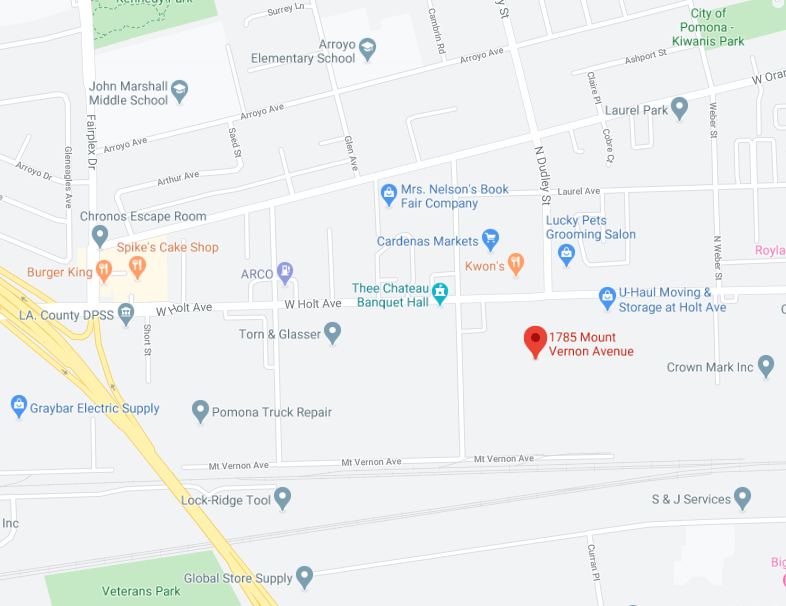 Kennedy Park
Surrey Ln
Cambrin Rd
y St
City of
Pomona -
Kiwanis Park
Arroyo
Elementary School
Arroyo Ave
Ashport St
Claire Pl
W Oran
John Marshall
Middle School
Laurel Park
Weber St
Arroyo Ave
Fairplex Dr
Arroyo Ave
Saed St
Glen Ave
Cobre Cr
N Dudley St
Gleneagles Ave
Arroyo Dr
Arthur Ave
Mrs. Nelson's Book
Fair Company
Laurel Ave
Chronos Escape Room
Lucky Pets
Grooming Salon
Cardenas Markets
N Weber St
Spike's Cake Shop
Royla
Burger King
ARCO
Kwon's
Thee Chateau
Banquet Hall
U-Haul Moving &
Storage at Holt Ave
W Holt Ave
W Holt Ave
LA. County DPSS
Short St
Torn & Glasser
1785 Mount
Vernon Avenue
Crown Mark Inc
Graybar Electric Supply
Pomona Truck Repair
Mt Vernon Ave
Mt Vernon Ave
Mt Vernon Ave
Lock-Ridge Tool
S & J Services
Inc
Curran Pl
Global Store Supply
Big
Veterans Park